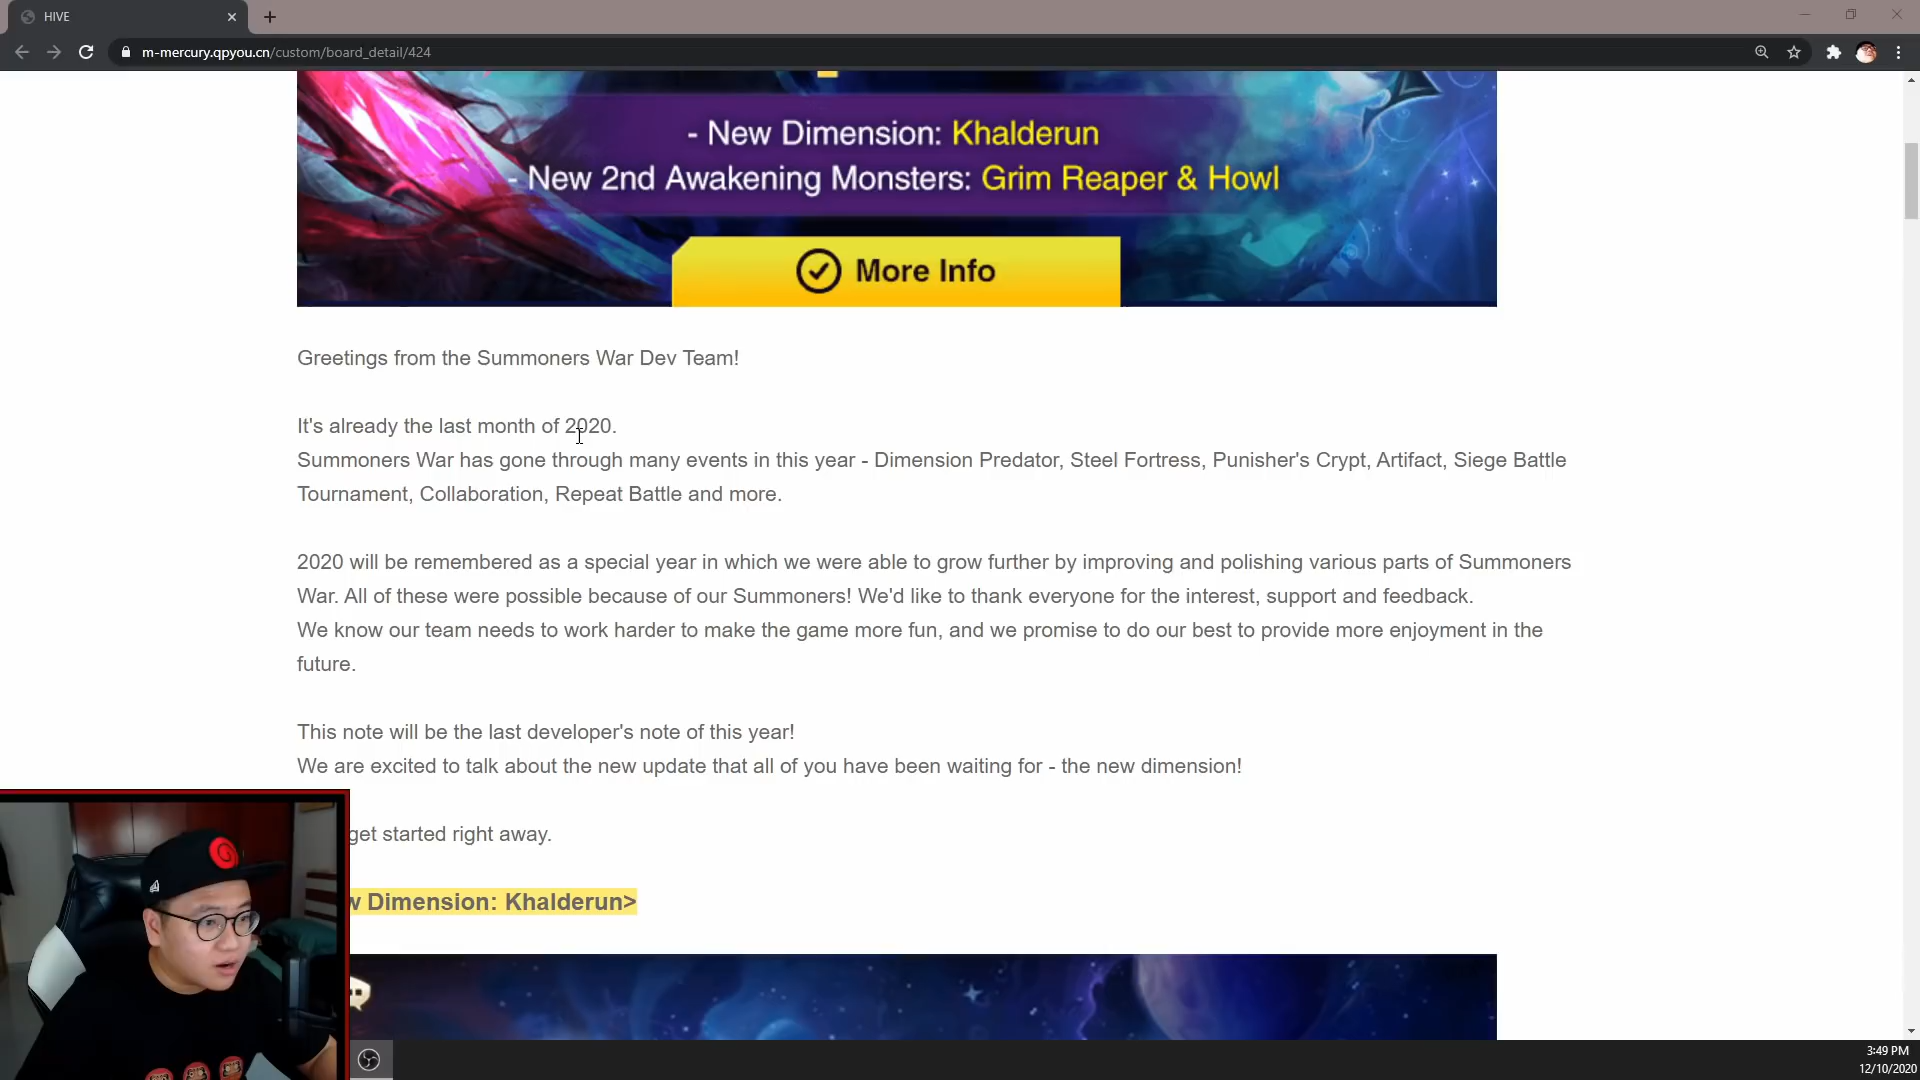 HIVE
m-mercury.qpyou.cn/custom/board_detail/424
- New Dimension: Khalderun
- New 2nd Awakening Monsters: Grim Reaper & Howl
More Info
Greetings from the Summoners War Dev Team!
It's already the last month of 2020.
Summoners War has gone through many events in this year - Dimension Predator, Steel Fortress, Punisher's Crypt, Artifact, Siege Battle
Tournament, Collaboration, Repeat Battle and more.
2020 will be remembered as a special year in which we were able to grow further by improving and polishing various parts of Summoners
War. All of these were possible because of our Summoners! We'd like to thank everyone for the interest, support and feedback.
We know our team needs to work harder to make the game more fun, and we promise to do our best to provide more enjoyment in the
future.
This note will be the last developer's note of this year!
We are excited to talk about the new update that all of you have been waiting for - the new dimension!
get started right away.
w Dimension: Khalderun>
3:49 PM
12/10/2020